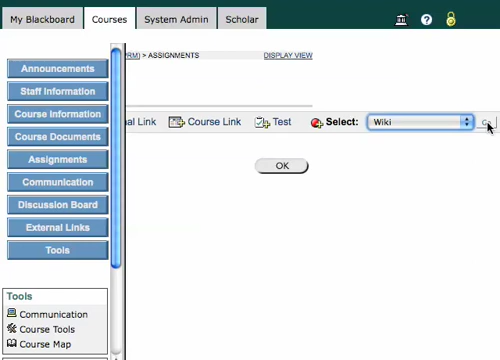 My Blackboard Courses System Admin Scholar
Announcements
Staff Information
Course Information
Course Documents
Assignments
Communication
Discussion Board
External Links
Tools
Tools
Communication
Course Tools
Course Map
RM) > ASSIGNMENTS DISPLAY VIEW
al Link Course Link Test Select: Wiki
OK